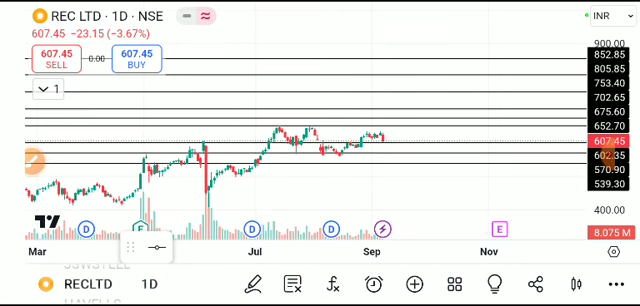 REC LTD · 1D · NSE
INR
607.45 −23.15 (−3.67%)
607.45
SELL
0.00
607.45
BUY
1
900.00
852.85
805.85
753.40
702.65
675.60
652.70
607.45
602.35
570.90
539.30
400.00
8.075 M
D
E
D
D
E
Mar
Jul
Sep
Nov
JSWSTEEL
RECLTD 1D
HAVELLS